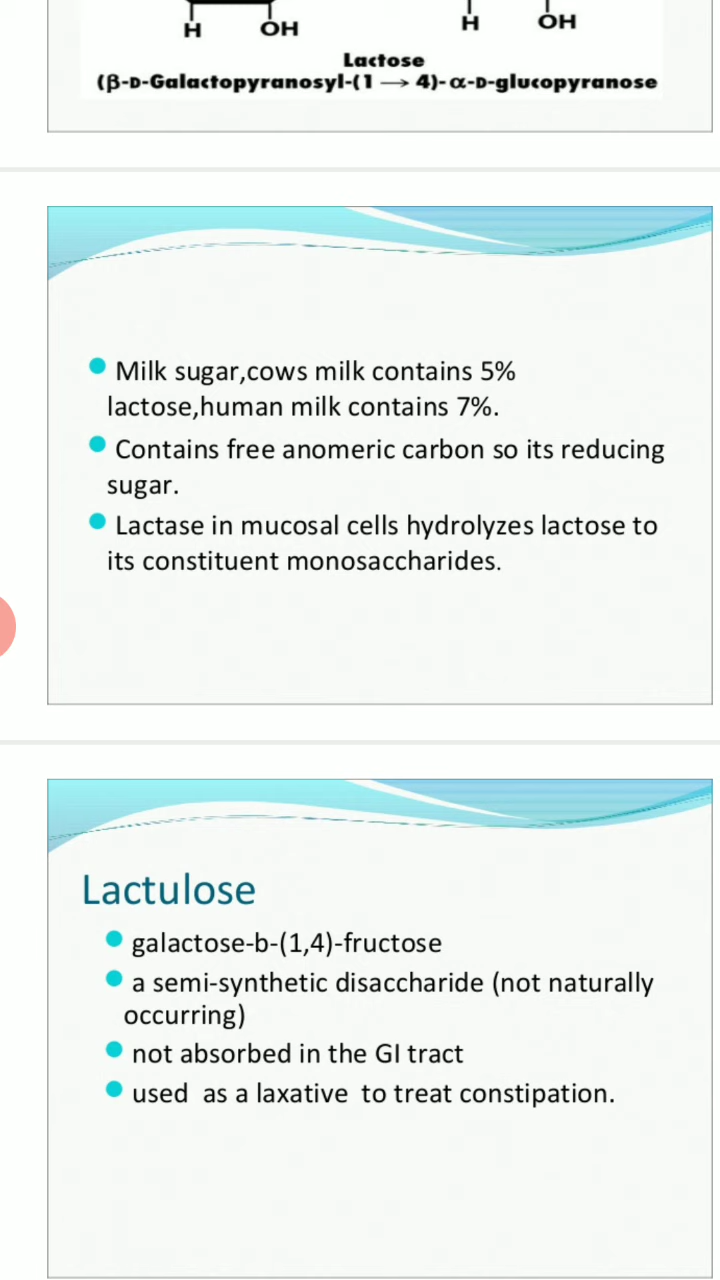 H OH H OH
Lactose
(β-D-Galactopyranosyl-(1 → 4)-α-D-glucopyranose
Milk sugar,cows milk contains 5%
lactose,human milk contains 7%.
Contains free anomeric carbon so its reducing
sugar.
Lactase in mucosal cells hydrolyzes lactose to
its constituent monosaccharides.
Lactulose
galactose-b-(1,4)-fructose
a semi-synthetic disaccharide (not naturally
occurring)
not absorbed in the GI tract
used  as a laxative  to treat constipation.